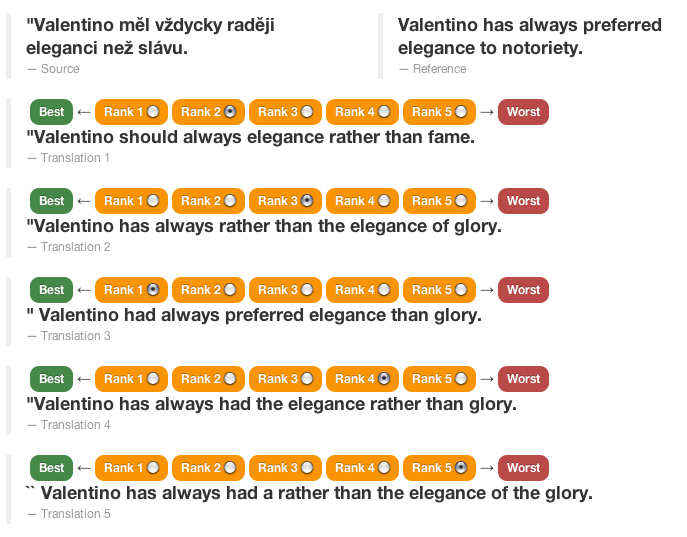 "Valentino měl vždycky raději
eleganci než slávu.
— Source
Valentino has always preferred
elegance to notoriety.
— Reference
Best ← Rank 1 Rank 2 Rank 3 Rank 4 Rank 5 → Worst
"Valentino should always elegance rather than fame.
— Translation 1
Best ← Rank 1 Rank 2 Rank 3 Rank 4 Rank 5 → Worst
"Valentino has always rather than the elegance of glory.
— Translation 2
Best ← Rank 1 Rank 2 Rank 3 Rank 4 Rank 5 → Worst
" Valentino had always preferred elegance than glory.
— Translation 3
Best ← Rank 1 Rank 2 Rank 3 Rank 4 Rank 5 → Worst
"Valentino has always had the elegance rather than glory.
— Translation 4
Best ← Rank 1 Rank 2 Rank 3 Rank 4 Rank 5 → Worst
`` Valentino has always had a rather than the elegance of the glory.
— Translation 5